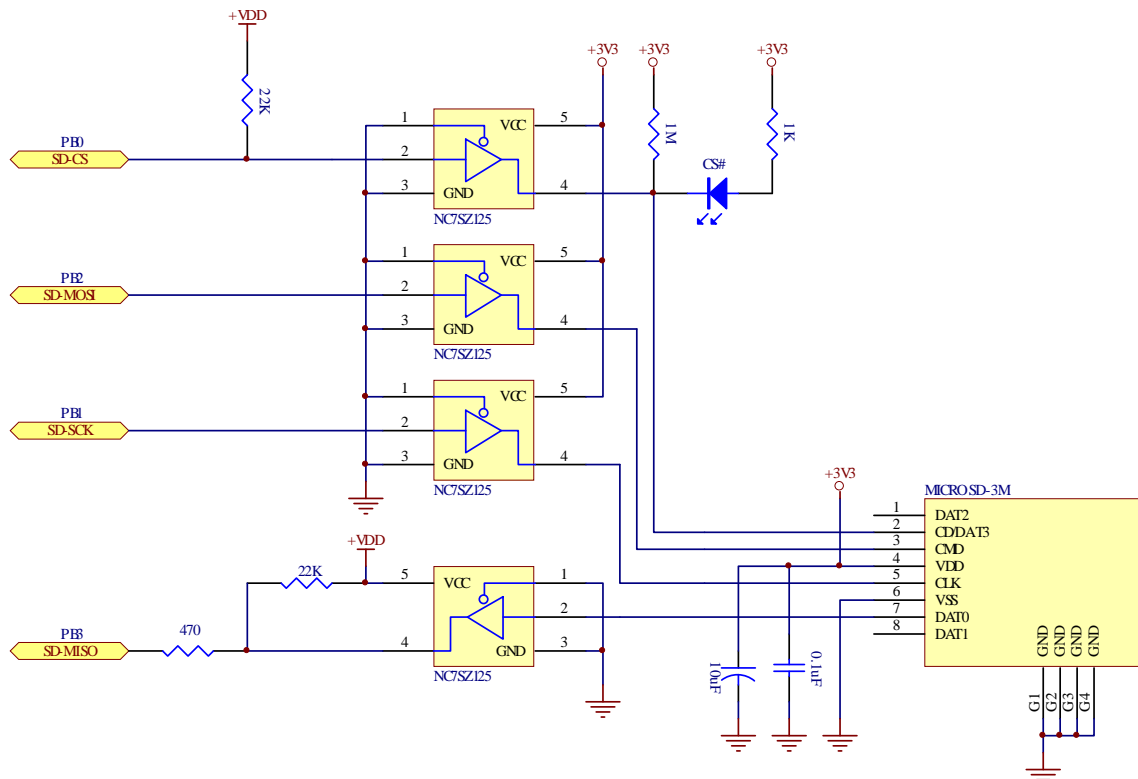 +VDD
22K
+3V3
+3V3
+3V3
1M
1K
PB0
SD-CS
1
2
3
VCC
GND
5
4
NC7SZ125
CS#
PB2
SD-MOSI
1
2
3
VCC
GND
5
4
NC7SZ125
PB1
SD-SCK
1
2
3
VCC
GND
5
4
NC7SZ125
+3V3
MICROSD-3M
1
2
3
4
5
6
7
8
DAT2
CD/DAT3
CMD
VDD
CLK
VSS
DAT0
DAT1
GND
GND
GND
GND
G1
G2
G3
G4
+VDD
22K
470
PB3
SD-MISO
5
4
VCC
GND
1
2
3
NC7SZ125
10uF
0.1uF